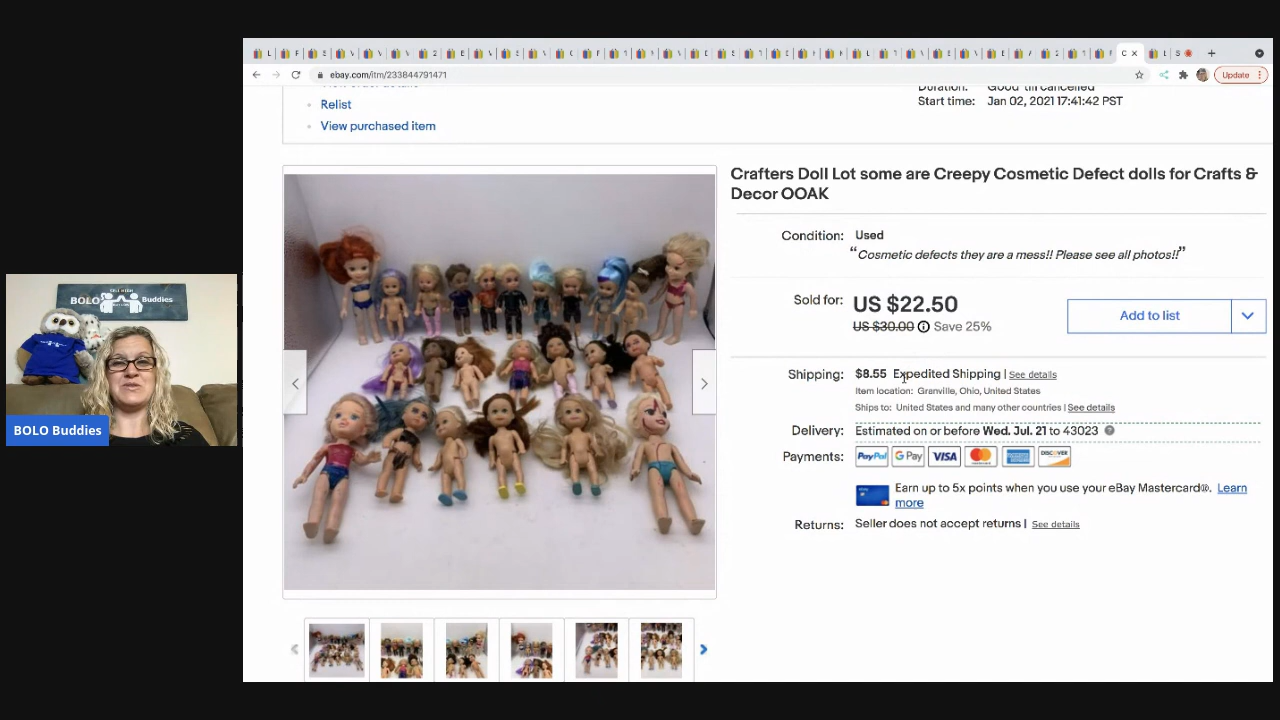 ebay.com/itm/233844791471
Update
Relist
View purchased item
Duration: Good 'till cancelled
Start time: Jan 02, 2021 17:41:42 PST
Crafters Doll Lot some are Creepy Cosmetic Defect dolls for Crafts &
Decor OOAK
Condition: Used
“Cosmetic defects they are a mess!! Please see all photos!!”
Sold for: US $22.50
US $30.00 Save 25%
Add to list
Shipping: $8.55 Expedited Shipping | See details
Item location: Granville, Ohio, United States
Ships to: United States and many other countries | See details
Delivery: Estimated on or before Wed. Jul. 21 to 43023
Payments: PayPal G Pay VISA mastercard DISCOVER
Earn up to 5x points when you use your eBay Mastercard®. Learn
more
Returns: Seller does not accept returns | See details
BOLO Buddies
BOLO Buddies